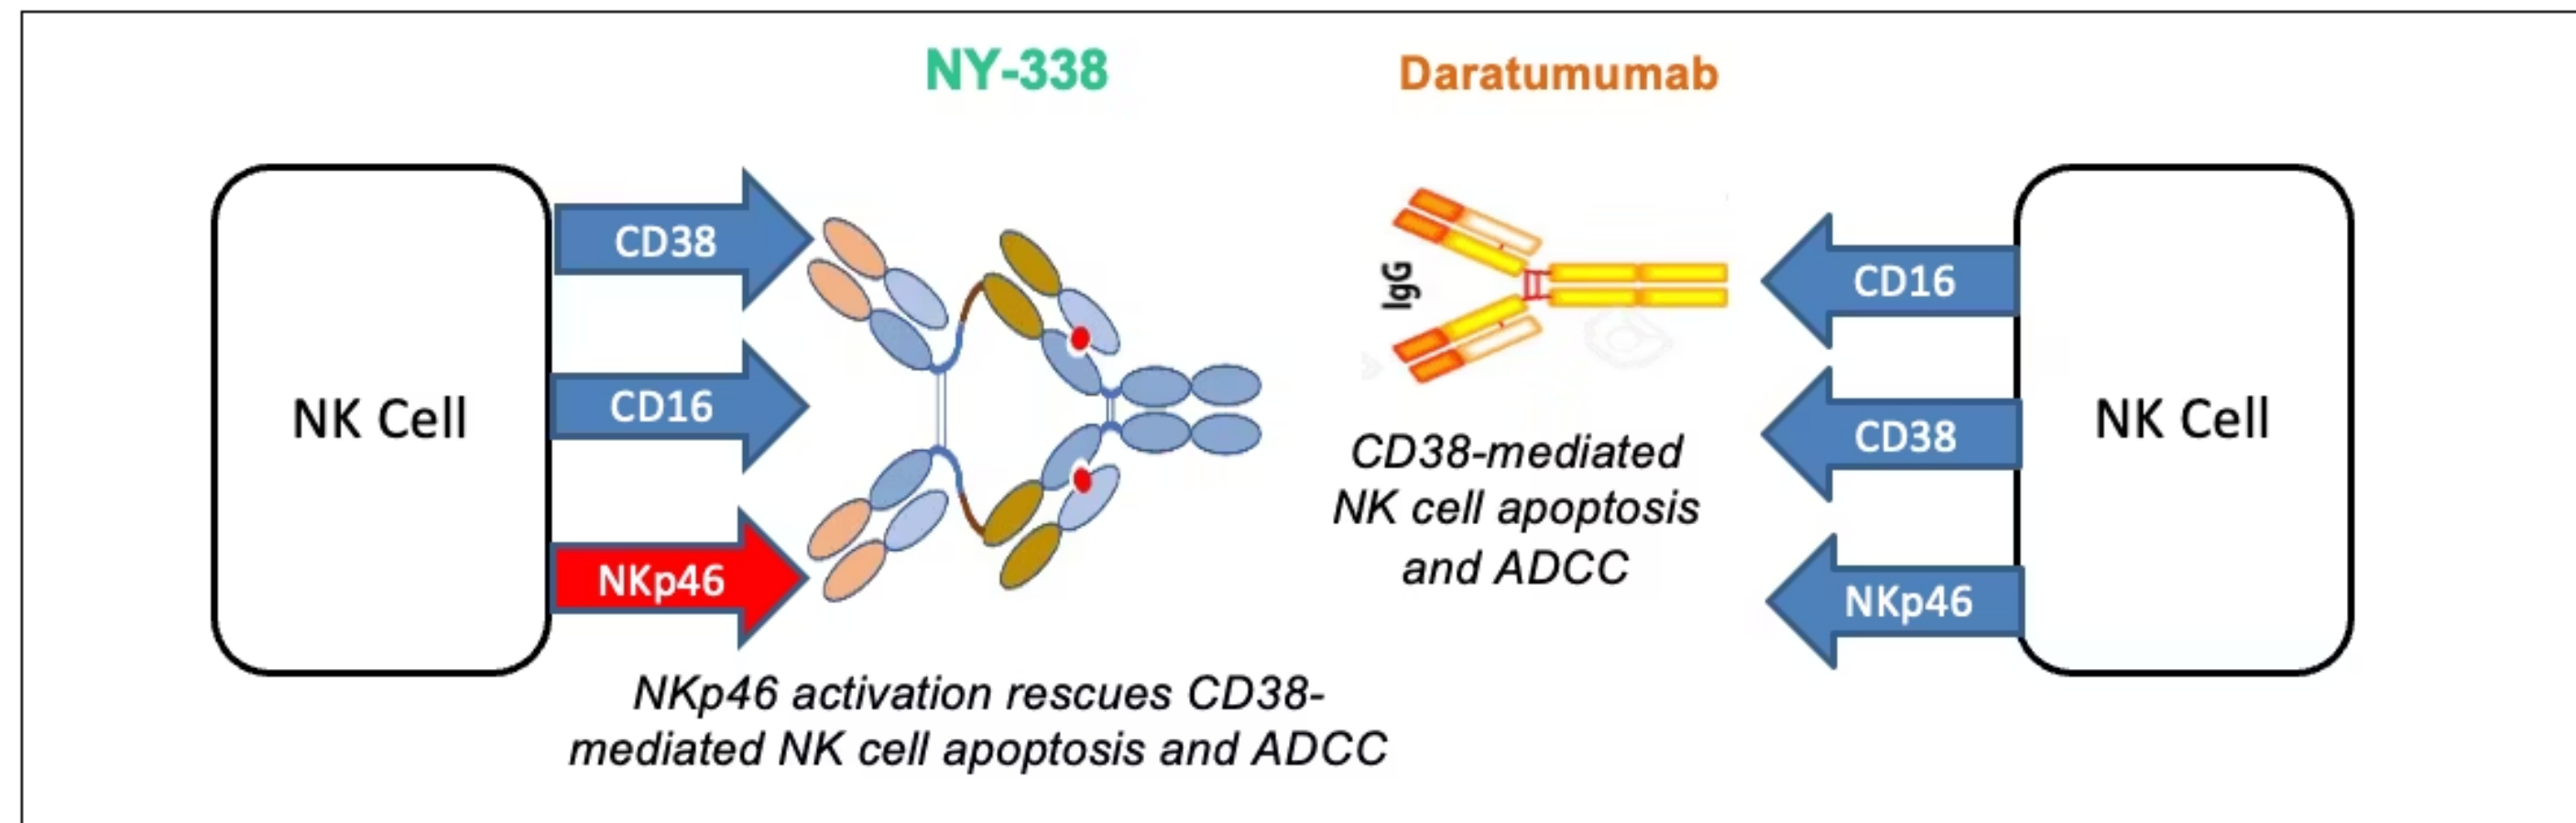 NY-338
Daratumumab
NK Cell
CD38
CD16
NKp46
NKp46 activation rescues CD38-
mediated NK cell apoptosis and ADCC
IgG
CD38-mediated
NK cell apoptosis
and ADCC
CD16
CD38
NKp46
NK Cell